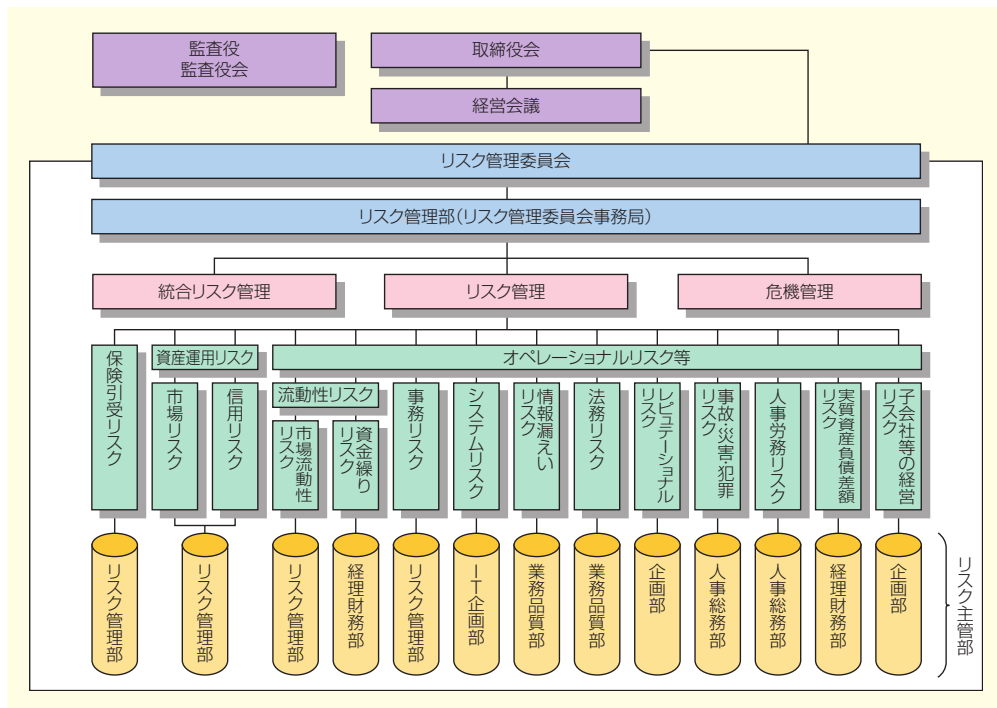 監査役
監査役会
取締役会
経営会議
リスク管理委員会
リスク管理部(リスク管理委員会事務局)
統合リスク管理
リスク管理
危機管理
保険引受リスク
資産運用リスク
市場リスク
信用リスク
オペレーショナルリスク等
流動性リスク
市場流動性
リスク
資金繰り
リスク
事務リスク
システムリスク
情報漏えい
リスク
法務リスク
レピュテーショナル
リスク
事故・災害・犯罪
リスク
人事労務リスク
実質資産負債差額
リスク
子会社等の経営
リスク
リスク管理部
リスク管理部
リスク管理部
経理財務部
リスク管理部
IT企画部
業務品質部
業務品質部
企画部
人事総務部
人事総務部
経理財務部
企画部
リスク主管部